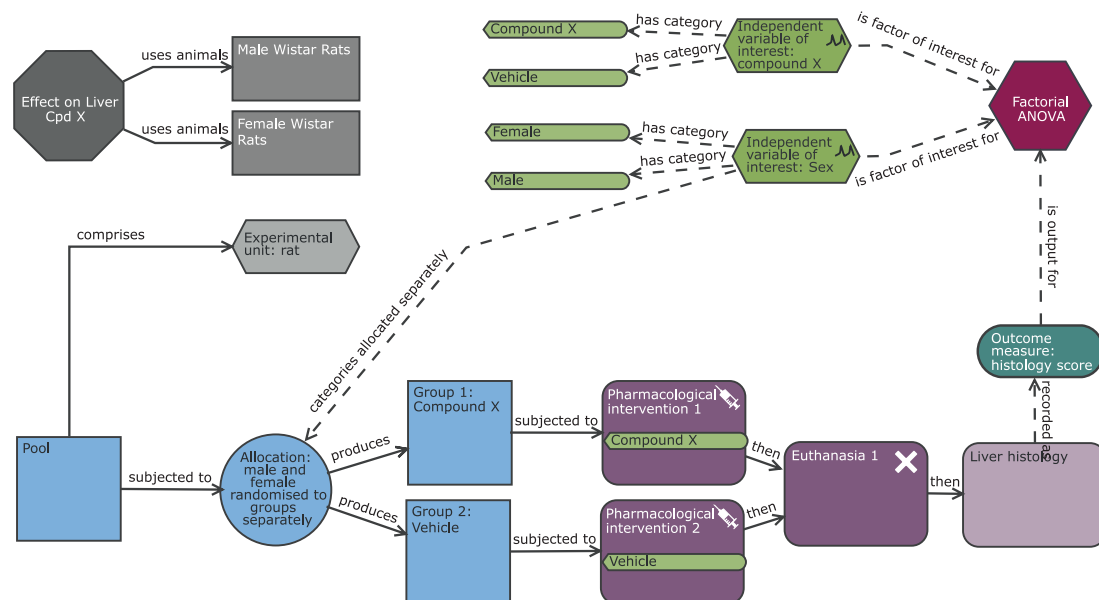 Effect on Liver
Cpd X
uses animals
uses animals
Male Wistar Rats
Female Wistar
Rats
Compound X
Vehicle
has category
has category
Independent
variable of
interest:
compound X
is factor of interest for
Female
Male
has category
has category
Independent
variable of
interest: Sex
is factor of interest for
Factorial
ANOVA
comprises
Experimental
unit: rat
categories allocated separately
is output for
Outcome
measure:
histology score
recorded as
Pool
subjected to
Allocation:
male and
female
randomised to
groups
separately
produces
produces
Group 1:
Compound X
Group 2:
Vehicle
subjected to
subjected to
Pharmacological
intervention 1
Compound X
Pharmacological
intervention 2
Vehicle
then
then
Euthanasia 1
then
Liver histology